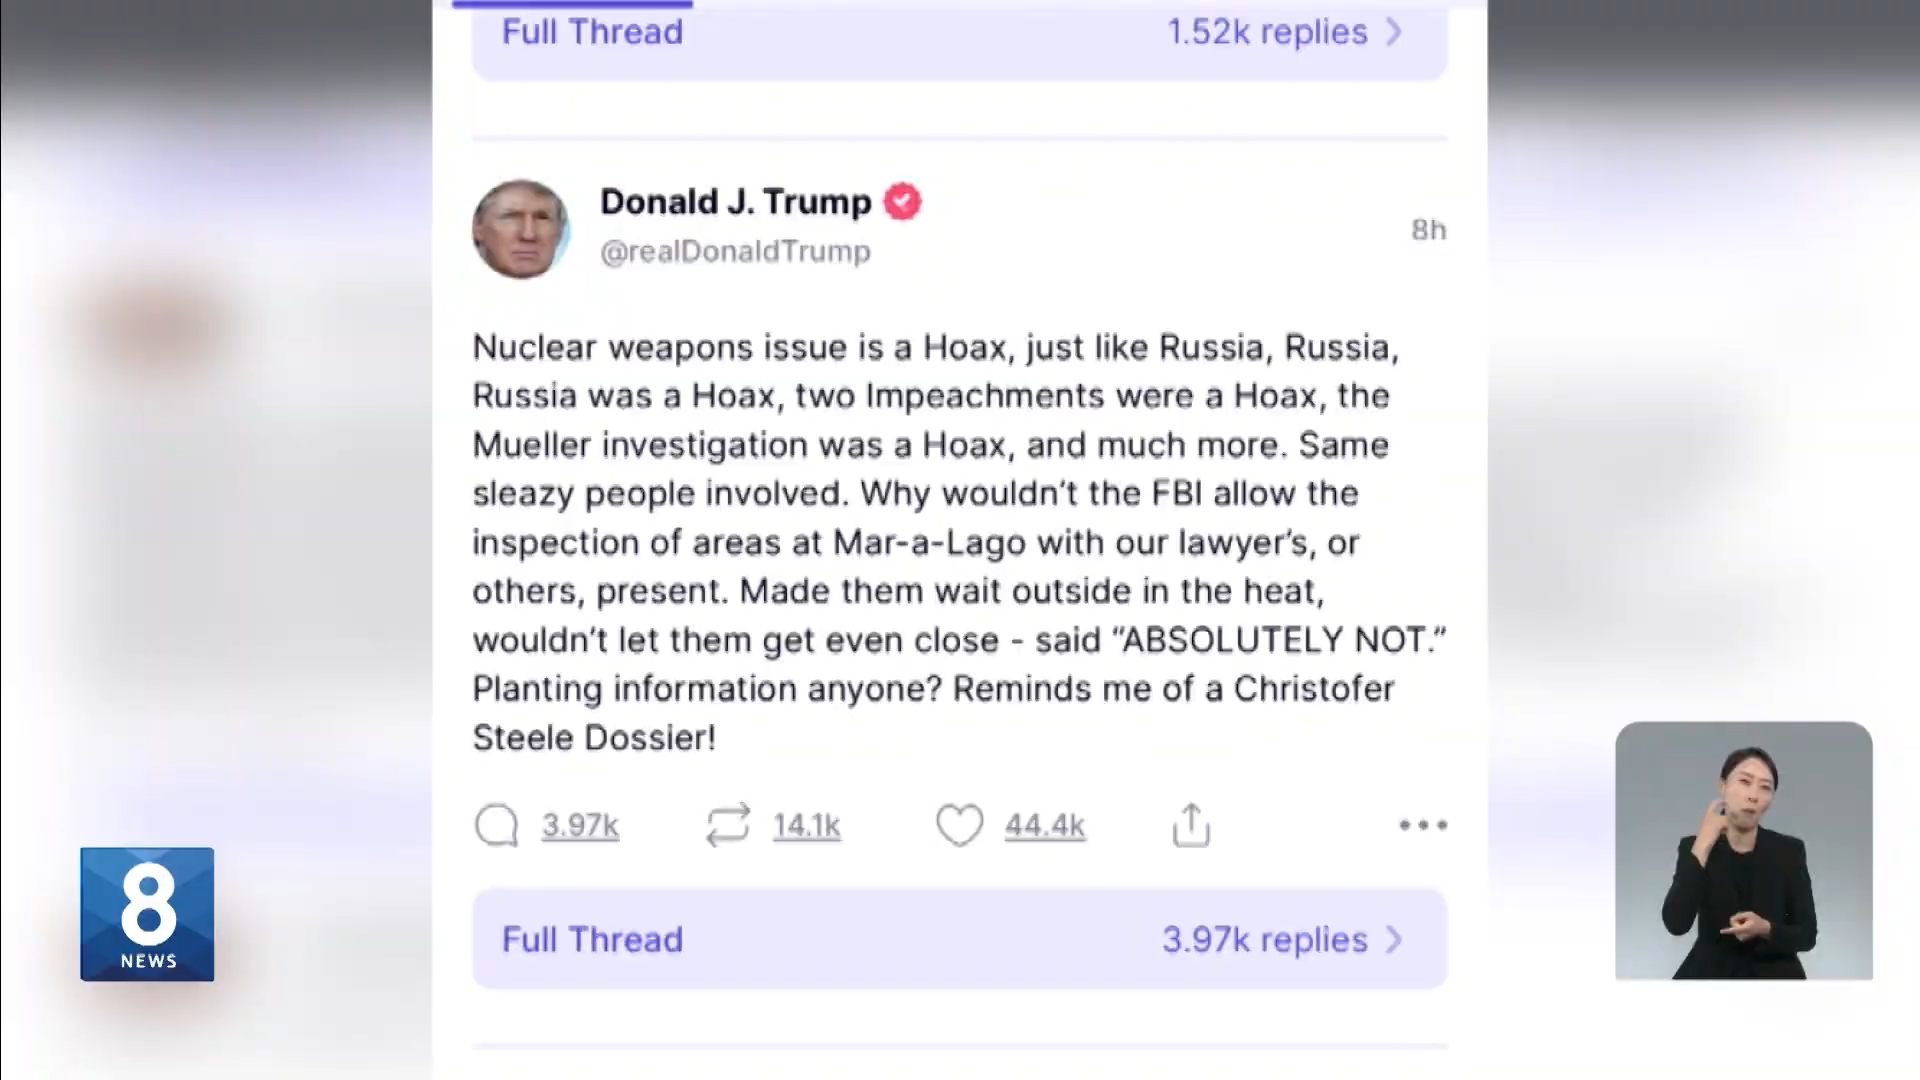 Full Thread 1.52k replies
Donald J. Trump
@realDonaldTrump
8h
Nuclear weapons issue is a Hoax, just like Russia, Russia,
Russia was a Hoax, two Impeachments were a Hoax, the
Mueller investigation was a Hoax, and much more. Same
sleazy people involved. Why wouldn’t the FBI allow the
inspection of areas at Mar-a-Lago with our lawyer’s, or
others, present. Made them wait outside in the heat,
wouldn’t let them get even close - said “ABSOLUTELY NOT.”
Planting information anyone? Reminds me of a Christofer
Steele Dossier!
3.97k 14.1k 44.4k
Full Thread 3.97k replies
8
NEWS